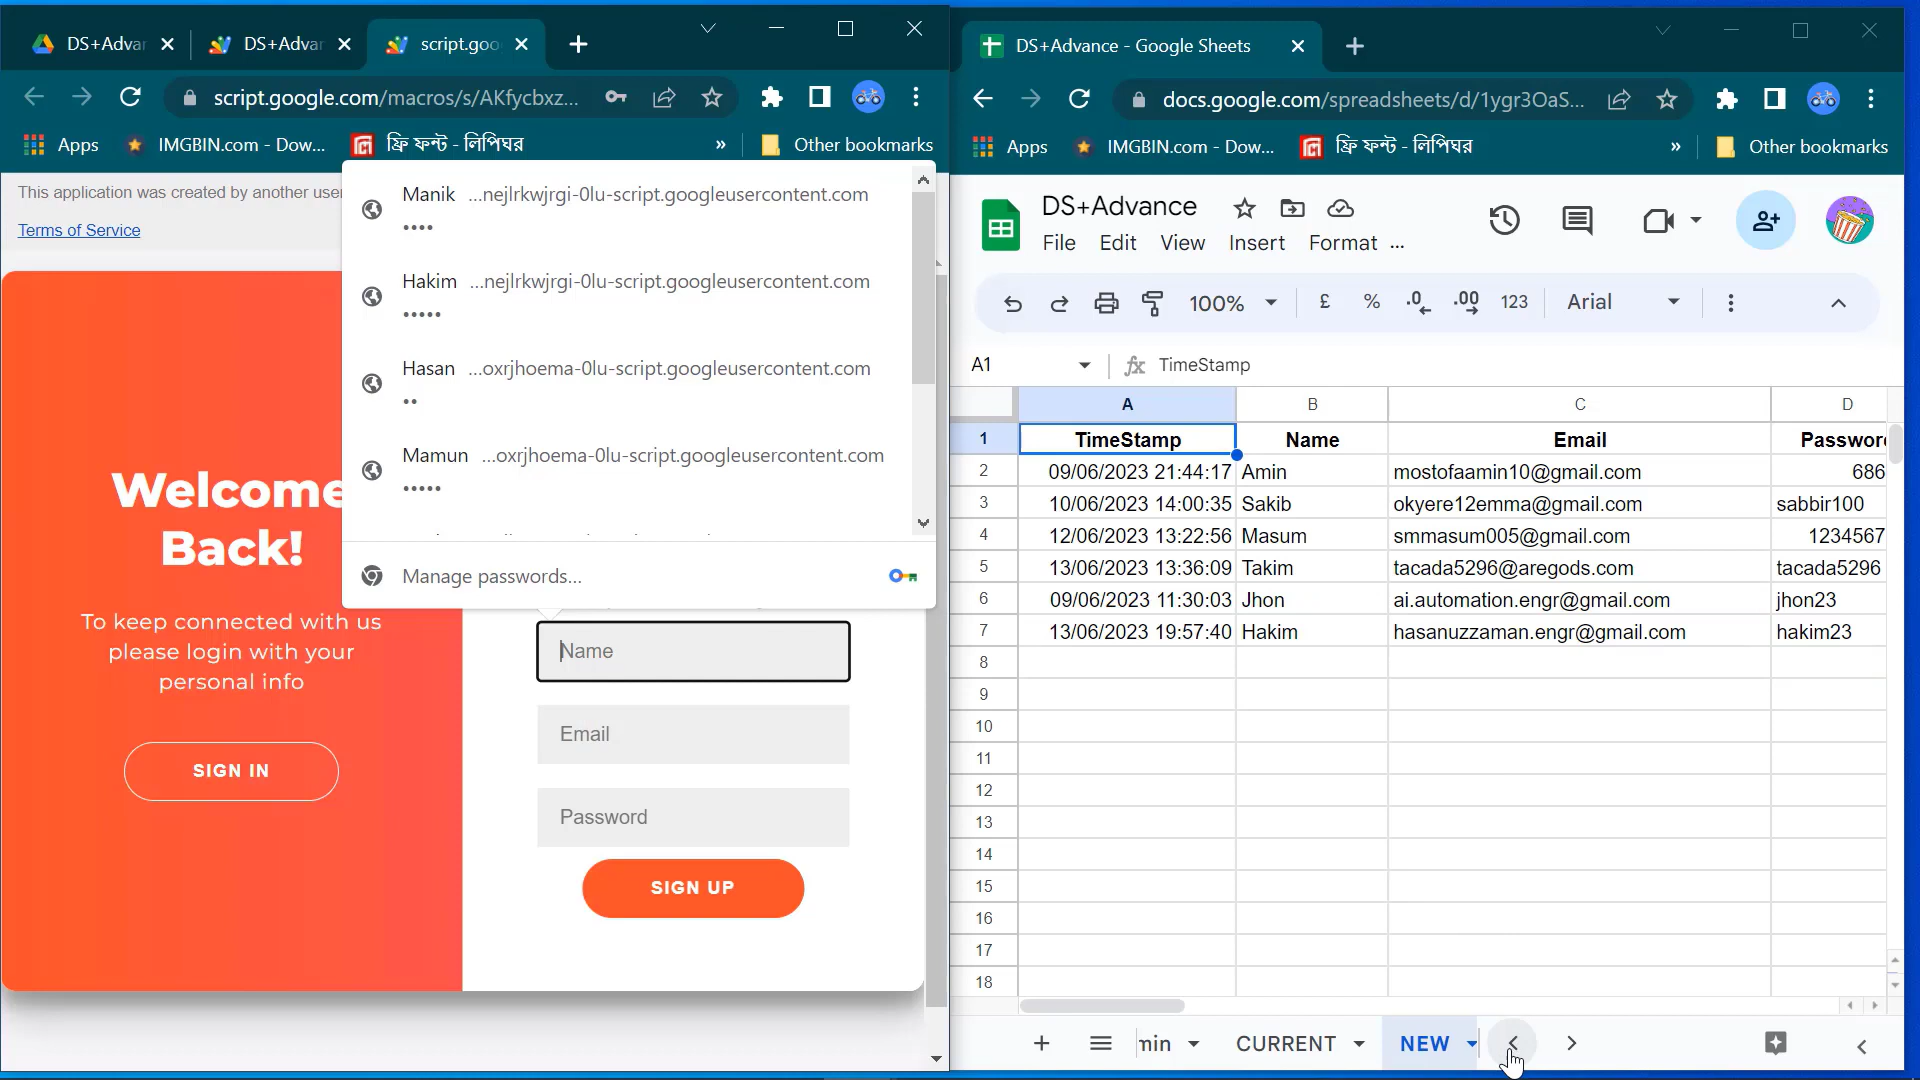 DS+Advar
DS+Advar
script.goo
script.google.com/macros/s/AKfycbxz...
Apps
IMGBIN.com - Dow...
ফ্রি ফন্ট - লিপিঘর
»
Other bookmarks
This application was created by another user
Terms of Service
Manik ...nejlrkwjrgi-0lu-script.googleusercontent.com
••••
Hakim ...nejlrkwjrgi-0lu-script.googleusercontent.com
•••••
Hasan ...oxrjhoema-0lu-script.googleusercontent.com
••
Mamun ...oxrjhoema-0lu-script.googleusercontent.com
•••••
Manage passwords...
Welcome
Back!
To keep connected with us
please login with your
personal info
SIGN IN
Name
Email
Password
SIGN UP
DS+Advance - Google Sheets
docs.google.com/spreadsheets/d/1ygr3OaS...
Apps
IMGBIN.com - Dow...
ফ্রি ফন্ট - লিপিঘর
»
Other bookmarks
DS+Advance
File Edit View Insert Format ...
100% £ % .0 .00 123 Arial
A1 fx TimeStamp
A B C D
1 TimeStamp Name Email Password
2 09/06/2023 21:44:17 Amin mostofaamin10@gmail.com 686
3 10/06/2023 14:00:35 Sakib okyere12emma@gmail.com sabbir100
4 12/06/2023 13:22:56 Masum smmasum005@gmail.com 1234567
5 13/06/2023 13:36:09 Takim tacada5296@aregods.com tacada5296
6 09/06/2023 11:30:03 Jhon ai.automation.engr@gmail.com jhon23
7 13/06/2023 19:57:40 Hakim hasanuzzaman.engr@gmail.com hakim23
8
9
10
11
12
13
14
15
16
17
18
min CURRENT NEW